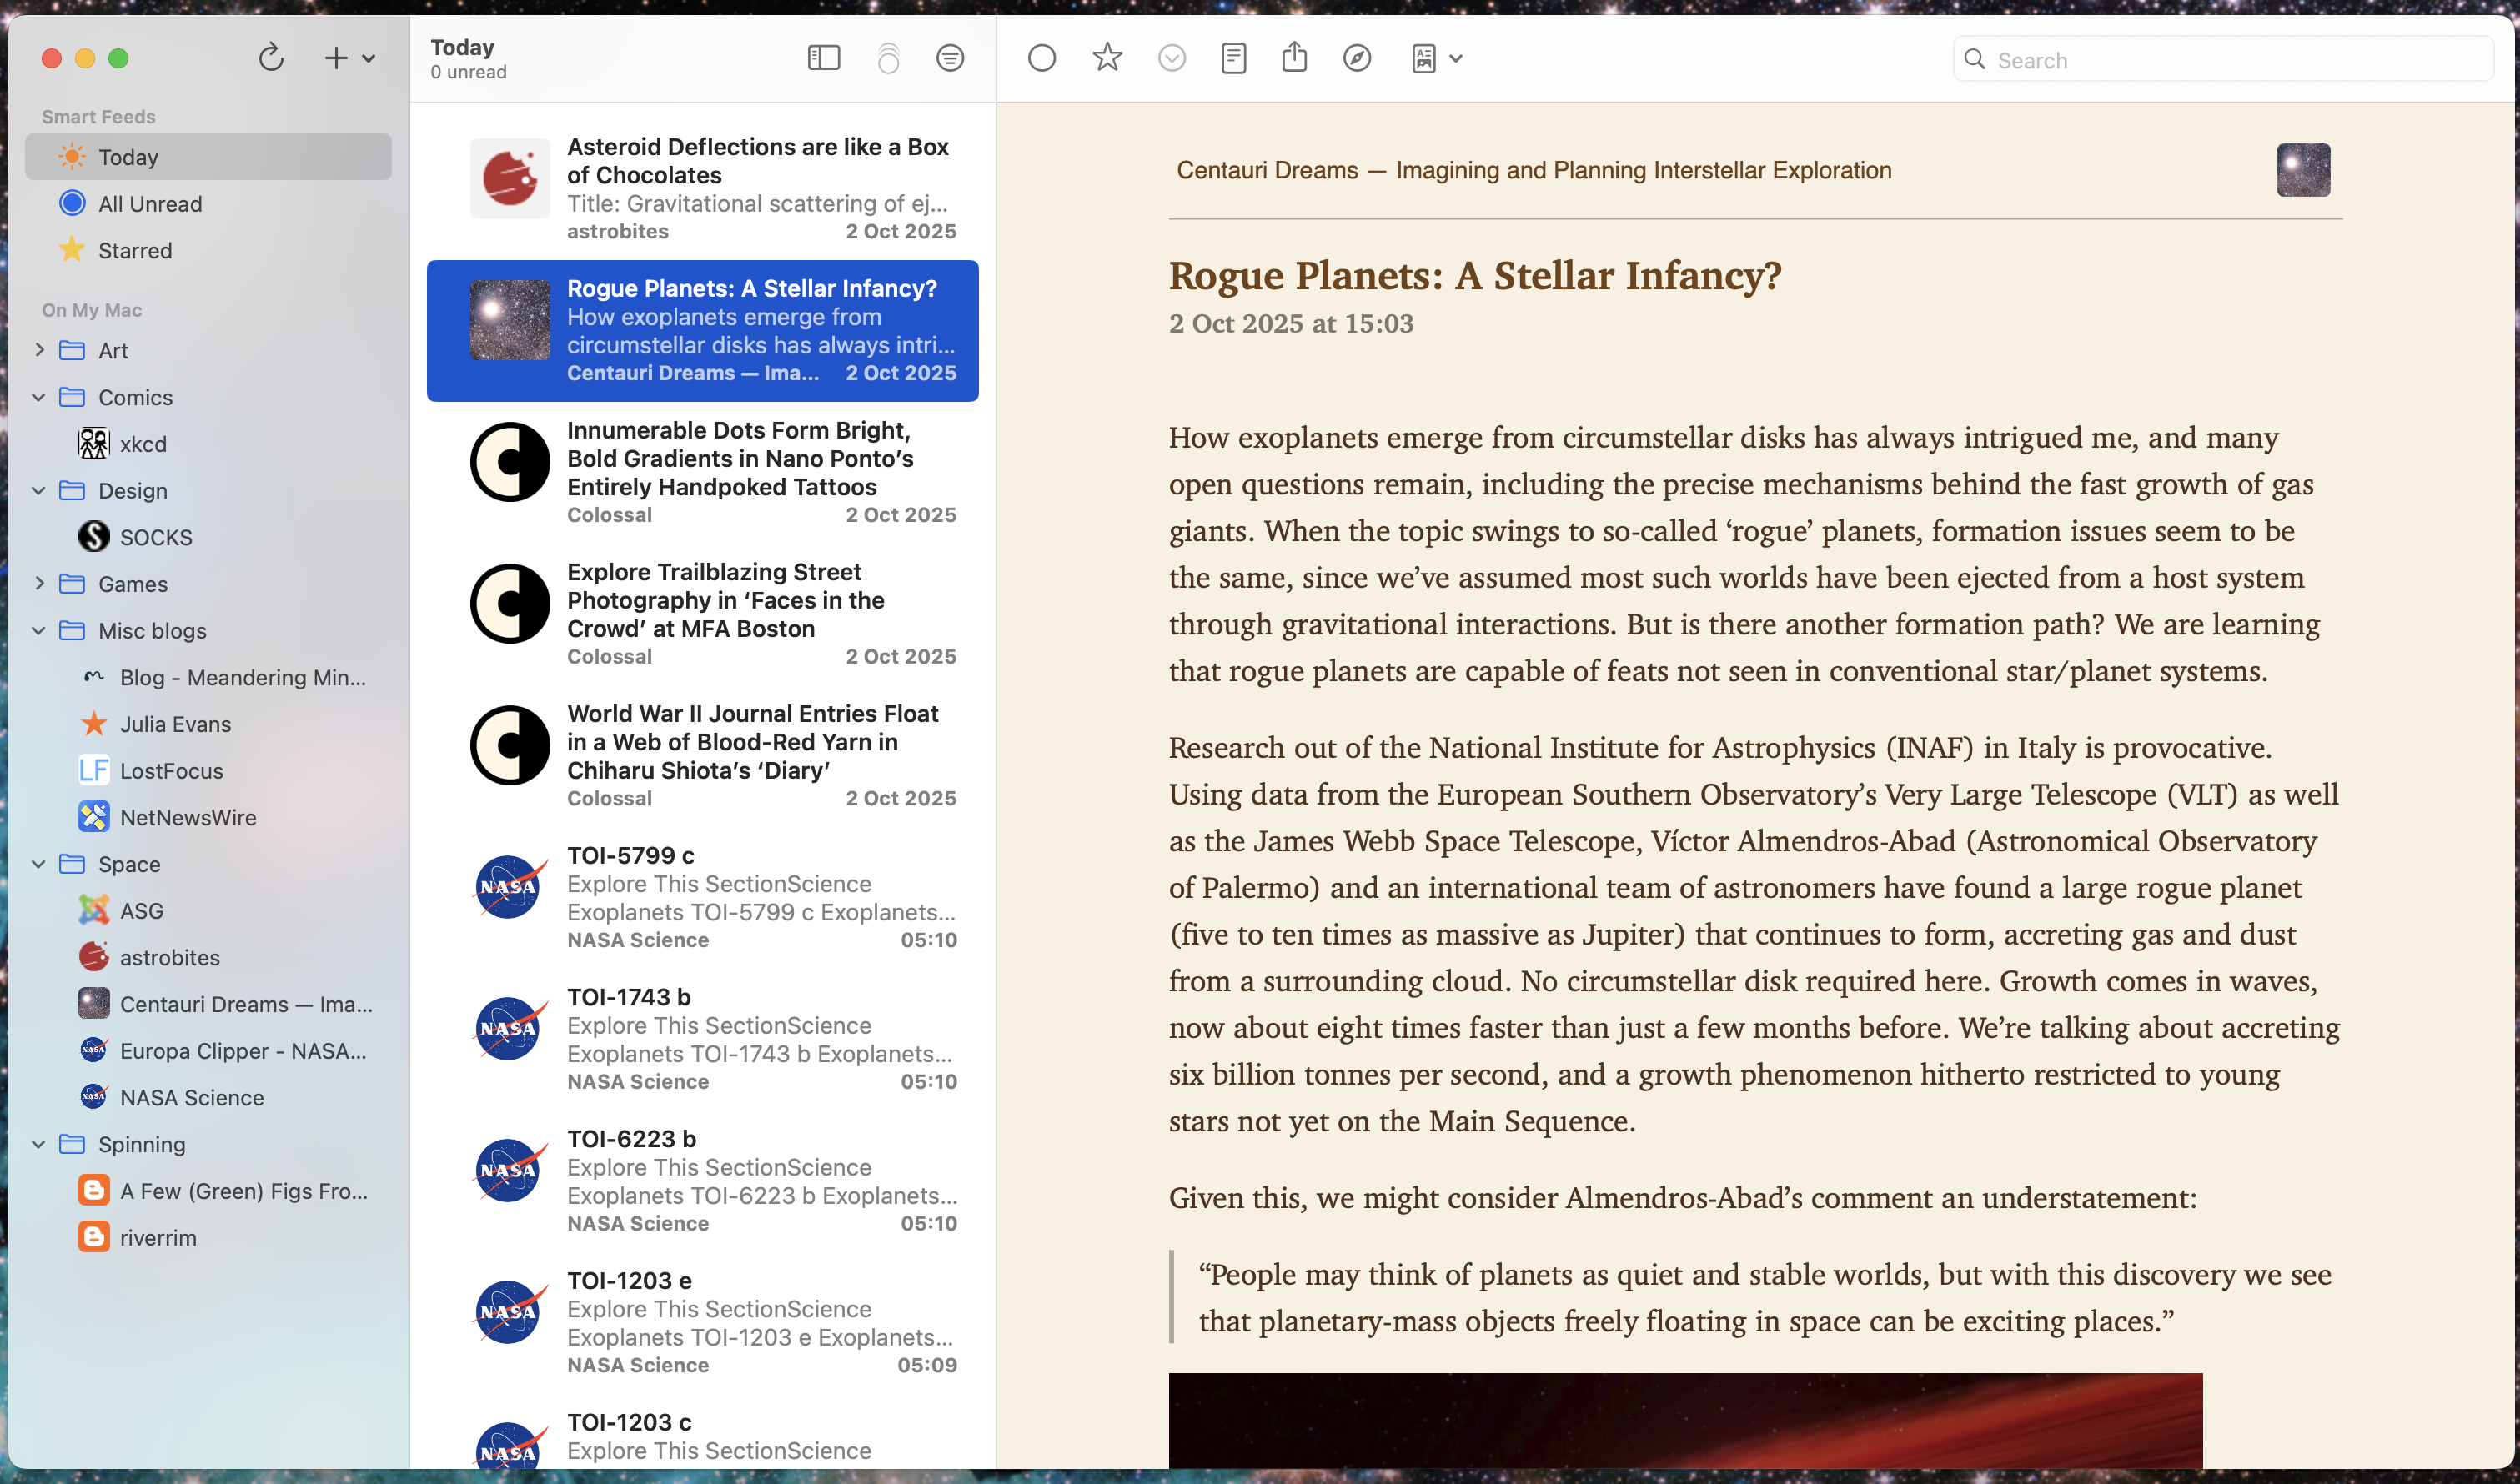 Smart Feeds
Today
All Unread
Starred
On My Mac
Art
Comics
xkcd
Design
SOCKS
Games
Misc blogs
Blog - Meandering Min...
Julia Evans
LF LostFocus
NetNewsWire
Space
ASG
astrobites
Centauri Dreams — Ima...
NASA Europa Clipper - NASA...
NASA NASA Science
Spinning
A Few (Green) Figs Fro...
riverrim
Today
0 unread
Asteroid Deflections are like a Box
of Chocolates
Title: Gravitational scattering of ej...
astrobites 2 Oct 2025
Rogue Planets: A Stellar Infancy?
How exoplanets emerge from
circumstellar disks has always intri...
Centauri Dreams — Ima... 2 Oct 2025
Innumerable Dots Form Bright,
Bold Gradients in Nano Ponto’s
Entirely Handpoked Tattoos
Colossal 2 Oct 2025
Explore Trailblazing Street
Photography in ‘Faces in the
Crowd’ at MFA Boston
Colossal 2 Oct 2025
World War II Journal Entries Float
in a Web of Blood-Red Yarn in
Chiharu Shiota’s ‘Diary’
Colossal 2 Oct 2025
NASA
TOI-5799 c
Explore This SectionScience
Exoplanets TOI-5799 c Exoplanets...
NASA Science 05:10
NASA
TOI-1743 b
Explore This SectionScience
Exoplanets TOI-1743 b Exoplanets...
NASA Science 05:10
NASA
TOI-6223 b
Explore This SectionScience
Exoplanets TOI-6223 b Exoplanets...
NASA Science 05:10
NASA
TOI-1203 e
Explore This SectionScience
Exoplanets TOI-1203 e Exoplanets...
NASA Science 05:09
NASA
TOI-1203 c
Explore This SectionScience
Search
Centauri Dreams — Imagining and Planning Interstellar Exploration
Rogue Planets: A Stellar Infancy?
2 Oct 2025 at 15:03
How exoplanets emerge from circumstellar disks has always intrigued me, and many
open questions remain, including the precise mechanisms behind the fast growth of gas
giants. When the topic swings to so-called ‘rogue’ planets, formation issues seem to be
the same, since we’ve assumed most such worlds have been ejected from a host system
through gravitational interactions. But is there another formation path? We are learning
that rogue planets are capable of feats not seen in conventional star/planet systems.
Research out of the National Institute for Astrophysics (INAF) in Italy is provocative.
Using data from the European Southern Observatory’s Very Large Telescope (VLT) as well
as the James Webb Space Telescope, Víctor Almendros-Abad (Astronomical Observatory
of Palermo) and an international team of astronomers have found a large rogue planet
(five to ten times as massive as Jupiter) that continues to form, accreting gas and dust
from a surrounding cloud. No circumstellar disk required here. Growth comes in waves,
now about eight times faster than just a few months before. We’re talking about accreting
six billion tonnes per second, and a growth phenomenon hitherto restricted to young
stars not yet on the Main Sequence.
Given this, we might consider Almendros-Abad’s comment an understatement:
“People may think of planets as quiet and stable worlds, but with this discovery we see
that planetary-mass objects freely floating in space can be exciting places.”